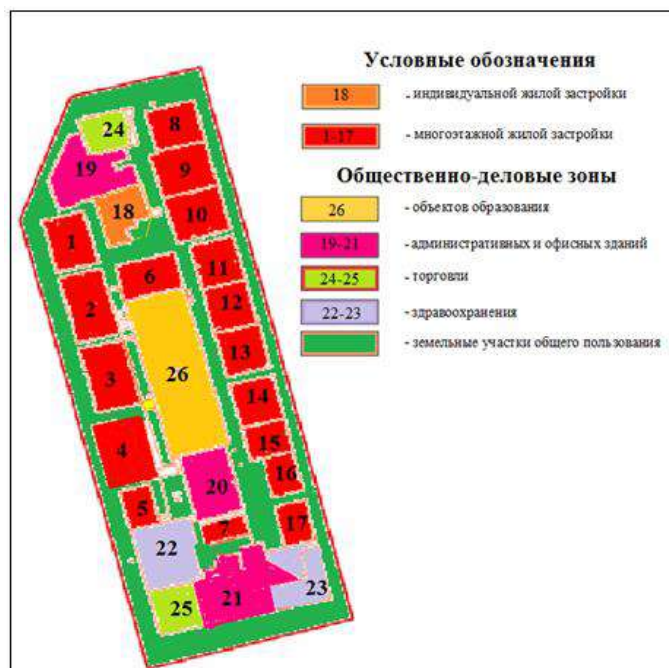 Условные обозначения
18 - индивидуальной жилой застройки
1-17 - многоэтажной жилой застройки
Общественно-деловые зоны
26 - объектов образования
19-21 - административных и офисных зданий
24-25 - торговли
22-23 - здравоохранения
- земельные участки общего пользования
24
8
19
9
18
10
1
6
11
2
12
3
26
13
14
4
15
20
16
5
7
17
22
23
25
21